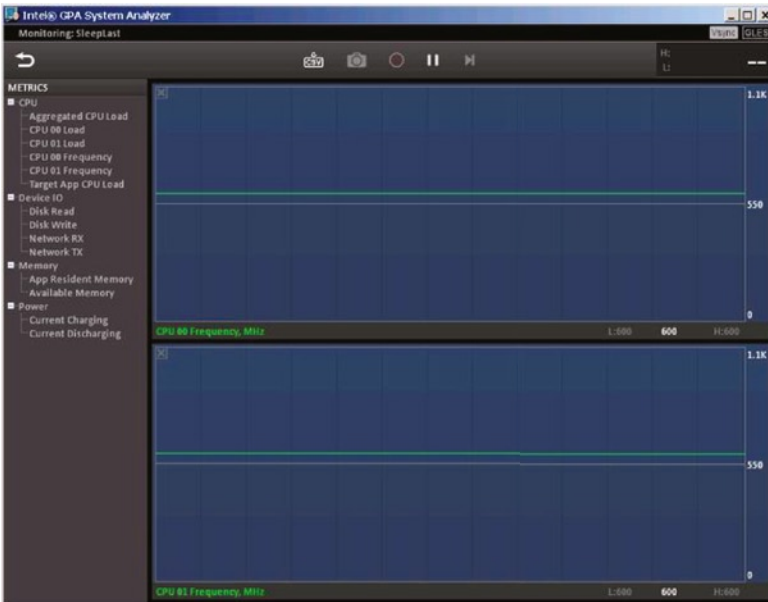 Intel® GPA System Analyzer
Monitoring: SleepLast
Vsync GLES
CSV
H:
L:
--
METRICS
CPU
Aggregated CPU Load
CPU 00 Load
CPU 01 Load
CPU 00 Frequency
CPU 01 Frequency
Target App CPU Load
Device IO
Disk Read
Disk Write
Network RX
Network TX
Memory
App Resident Memory
Available Memory
Power
Current Charging
Current Discharging
1.1K
550
0
CPU 00 Frequency, MHz L:600 600 H:600
1.1K
550
0
CPU 01 Frequency, MHz L:600 600 H:600